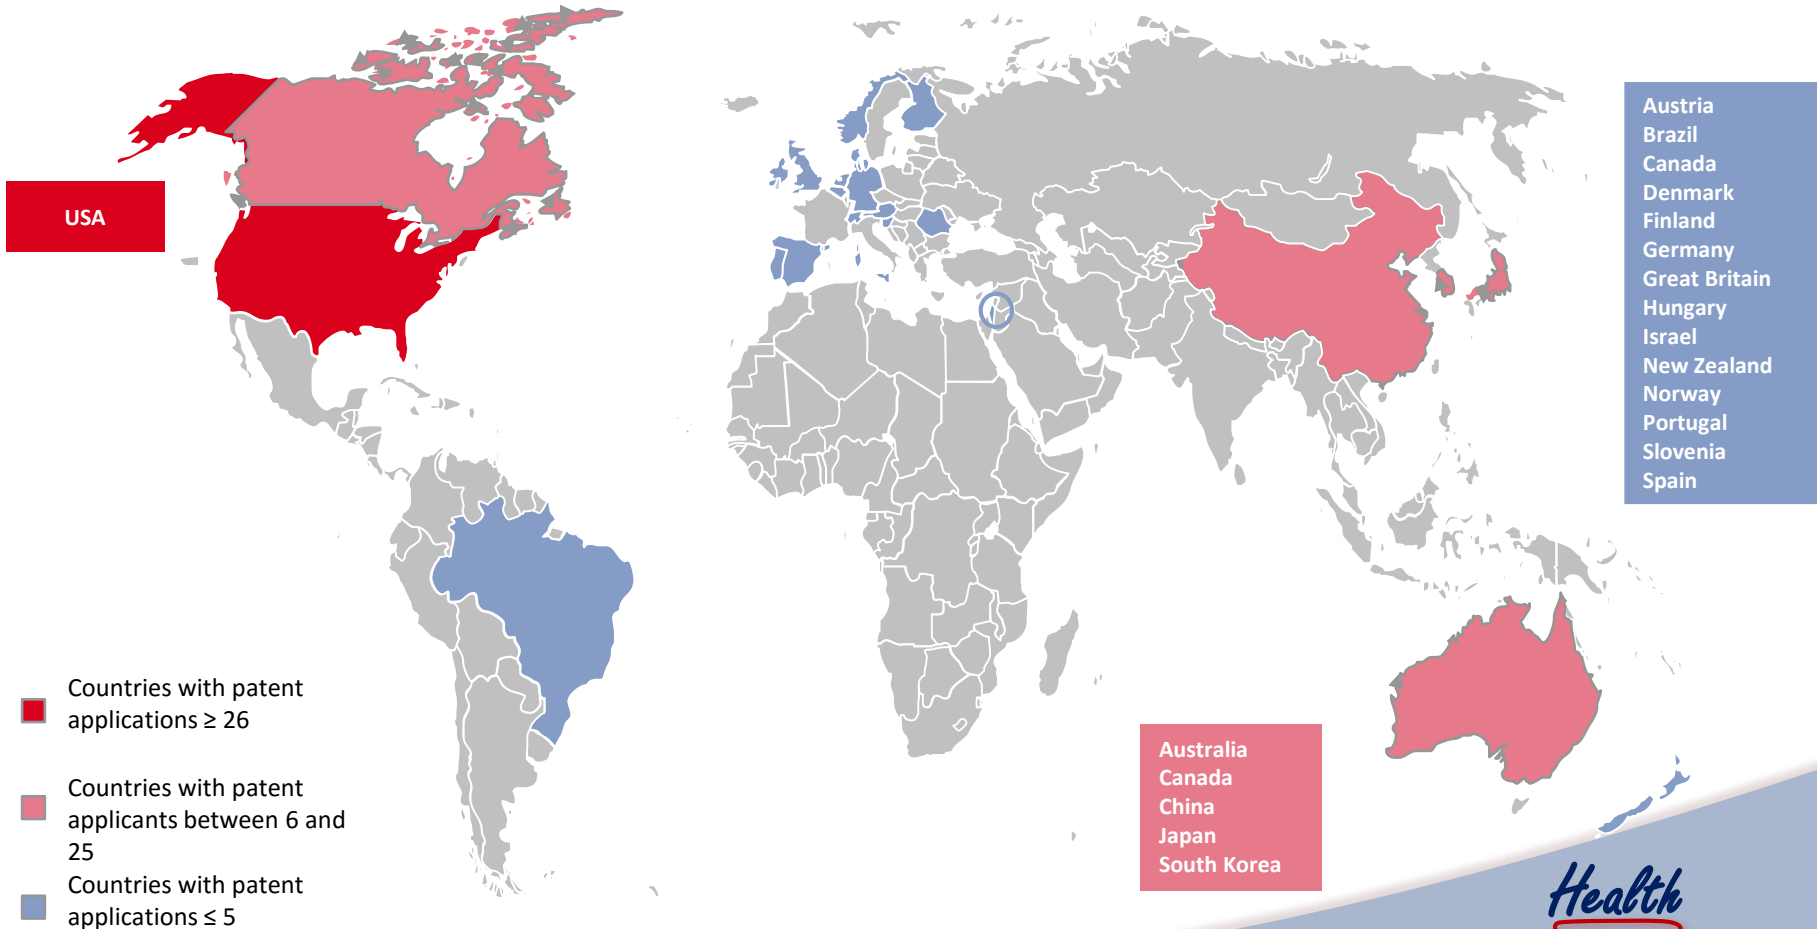 USA
Austria
Brazil
Canada
Denmark
Finland
Germany
Great Britain
Hungary
Israel
New Zealand
Norway
Portugal
Slovenia
Spain
Countries with patent
applications ≥ 26
Countries with patent
applicants between 6 and
25
Countries with patent
applications ≤ 5
Australia
Canada
China
Japan
South Korea
Health